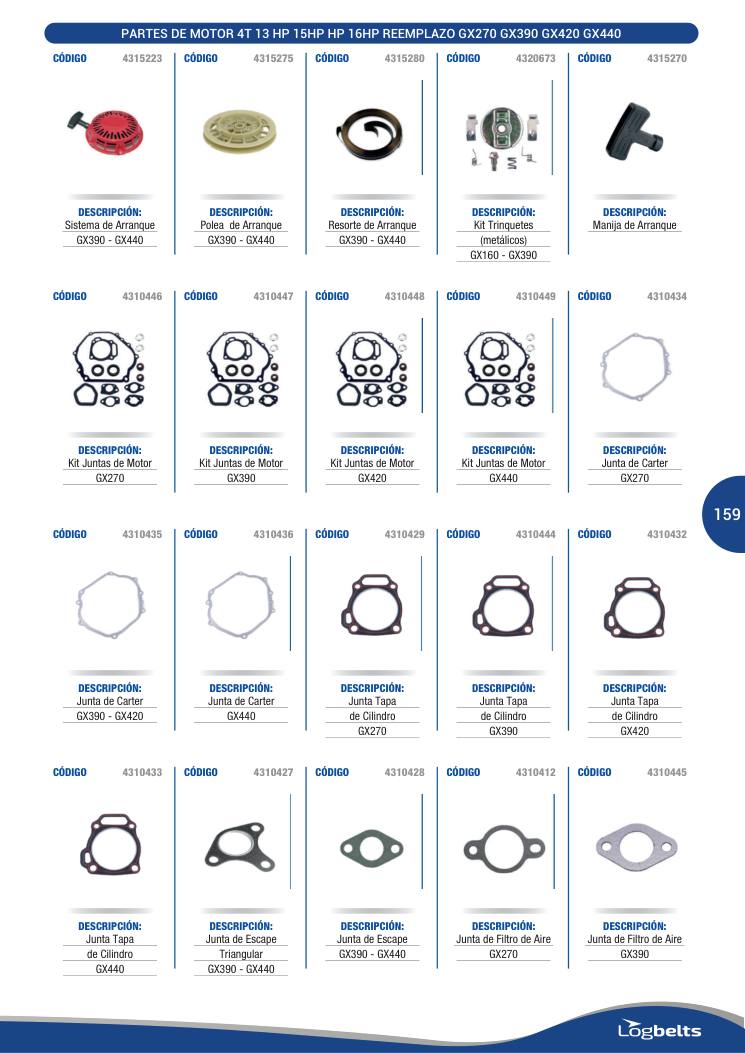 PARTES DE MOTOR 4T 13 HP 15HP HP 16HP REEMPLAZO GX270 GX390 GX420 GX440
CÓDIGO 4315223
DESCRIPCIÓN:
Sistema de Arranque
GX390 - GX440
CÓDIGO 4315275
DESCRIPCIÓN:
Polea de Arranque
GX390 - GX440
CÓDIGO 4315280
DESCRIPCIÓN:
Resorte de Arranque
GX390 - GX440
CÓDIGO 4320673
DESCRIPCIÓN:
Kit Trinquetes
(metálicos)
GX160 - GX390
CÓDIGO 4315270
DESCRIPCIÓN:
Manija de Arranque
CÓDIGO 4310446
DESCRIPCIÓN:
Kit Juntas de Motor
GX270
CÓDIGO 4310447
DESCRIPCIÓN:
Kit Juntas de Motor
GX390
CÓDIGO 4310448
DESCRIPCIÓN:
Kit Juntas de Motor
GX420
CÓDIGO 4310449
DESCRIPCIÓN:
Kit Juntas de Motor
GX440
CÓDIGO 4310434
DESCRIPCIÓN:
Junta de Carter
GX270
159
CÓDIGO 4310435
DESCRIPCIÓN:
Junta de Carter
GX390 - GX420
CÓDIGO 4310436
DESCRIPCIÓN:
Junta de Carter
GX440
CÓDIGO 4310429
DESCRIPCIÓN:
Junta Tapa
de Cilindro
GX270
CÓDIGO 4310444
DESCRIPCIÓN:
Junta Tapa
de Cilindro
GX390
CÓDIGO 4310432
DESCRIPCIÓN:
Junta Tapa
de Cilindro
GX420
CÓDIGO 4310433
DESCRIPCIÓN:
Junta Tapa
de Cilindro
GX440
CÓDIGO 4310427
DESCRIPCIÓN:
Junta de Escape
Triangular
GX390 - GX440
CÓDIGO 4310428
DESCRIPCIÓN:
Junta de Escape
GX390 - GX440
CÓDIGO 4310412
DESCRIPCIÓN:
Junta de Filtro de Aire
GX270
CÓDIGO 4310445
DESCRIPCIÓN:
Junta de Filtro de Aire
GX390
Logbelts